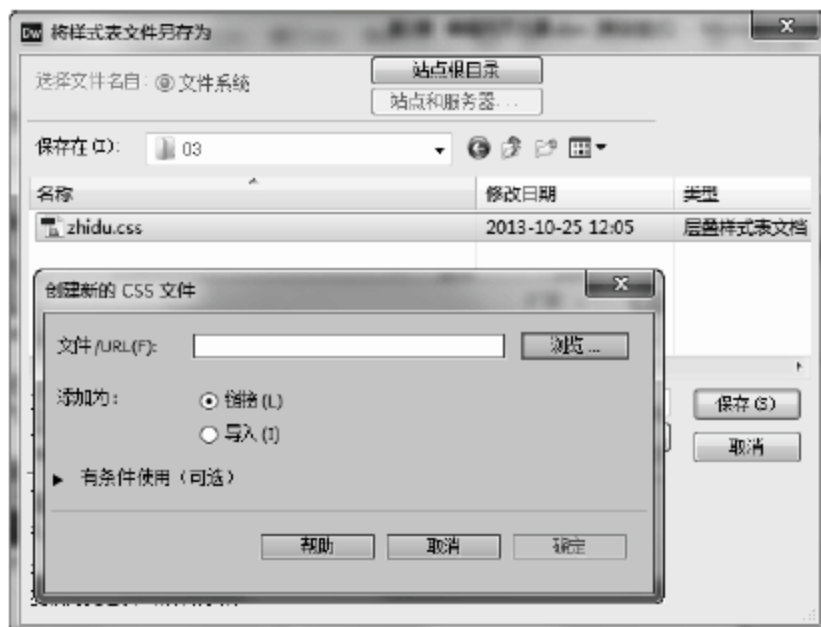 Dw 将样式表文件另存为
选择文件名自: 文件系统
站点根目录
站点和服务器...
保存在(I):
03
名称
修改日期
类型
zhidu.css
2013-10-25 12:05
层叠样式表文档
创建新的 CSS 文件
文件/URL(F):
浏览...
添加为:
链接(L)
导入(I)
有条件使用(可选)
帮助
取消
确定
保存(S)
取消